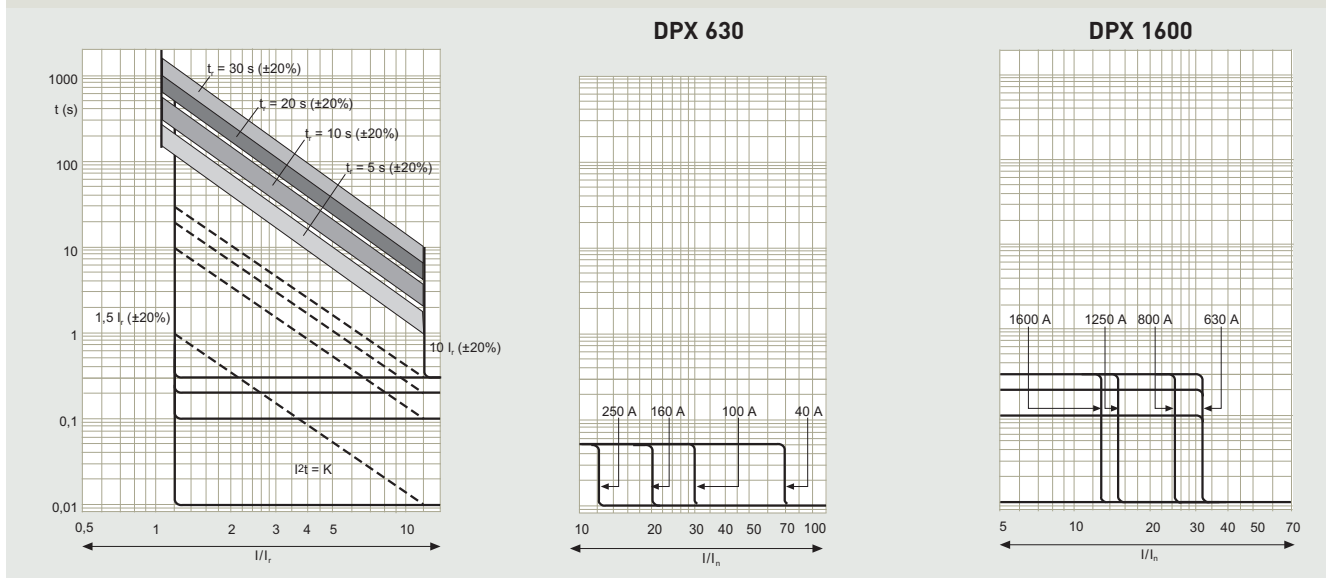 DPX 630
DPX 1600
1000
t (s)
100
10
1
0,1
0,01
tr = 30 s (±20%)
tr = 20 s (±20%)
tr = 10 s (±20%)
tr = 5 s (±20%)
1,5 Ir (±20%)
10 Ir (±20%)
I²t = K
0,5 1 2 3 4 5 10
I/Ir
250 A 160 A 100 A 40 A
10 20 30 40 50 70 100
I/In
1600 A 1250 A 800 A 630 A
5 10 20 30 40 50 70
I/In